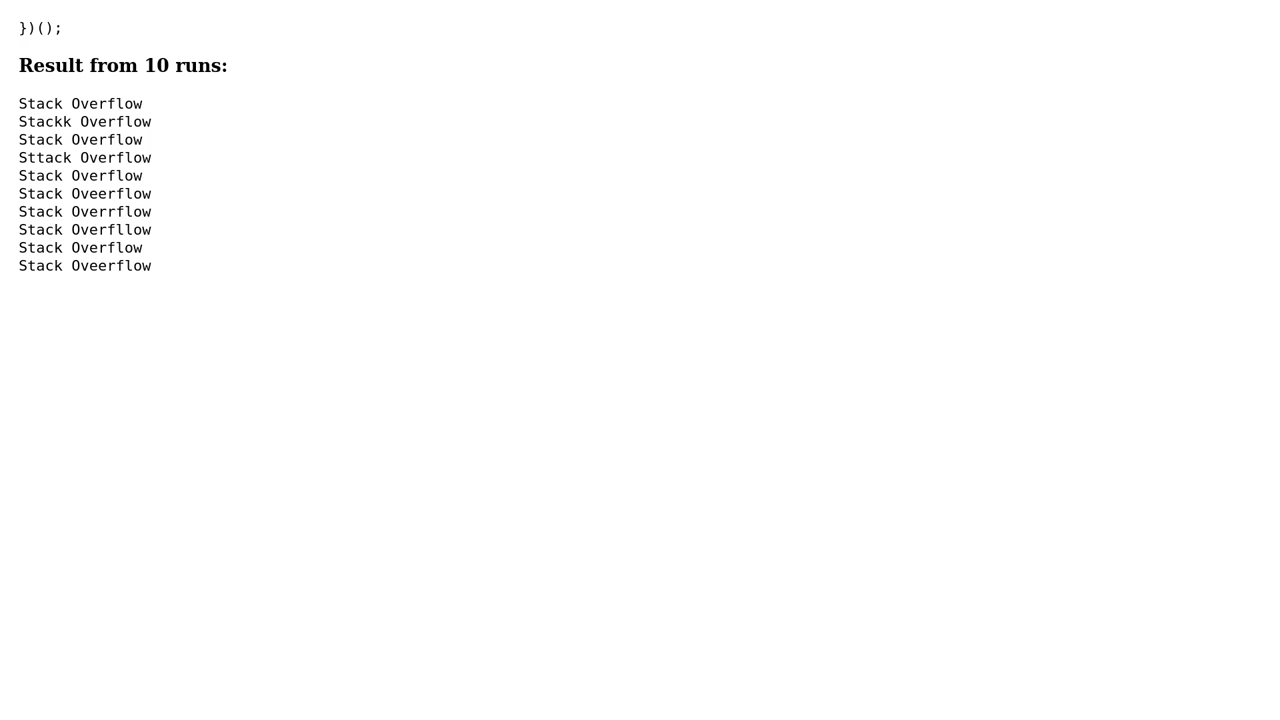 })();
Result from 10 runs:
Stack Overflow
Stackk Overflow
Stack Overflow
Sttack Overflow
Stack Overflow
Stack Oveerflow
Stack Overrflow
Stack Overfllow
Stack Overflow
Stack Oveerflow